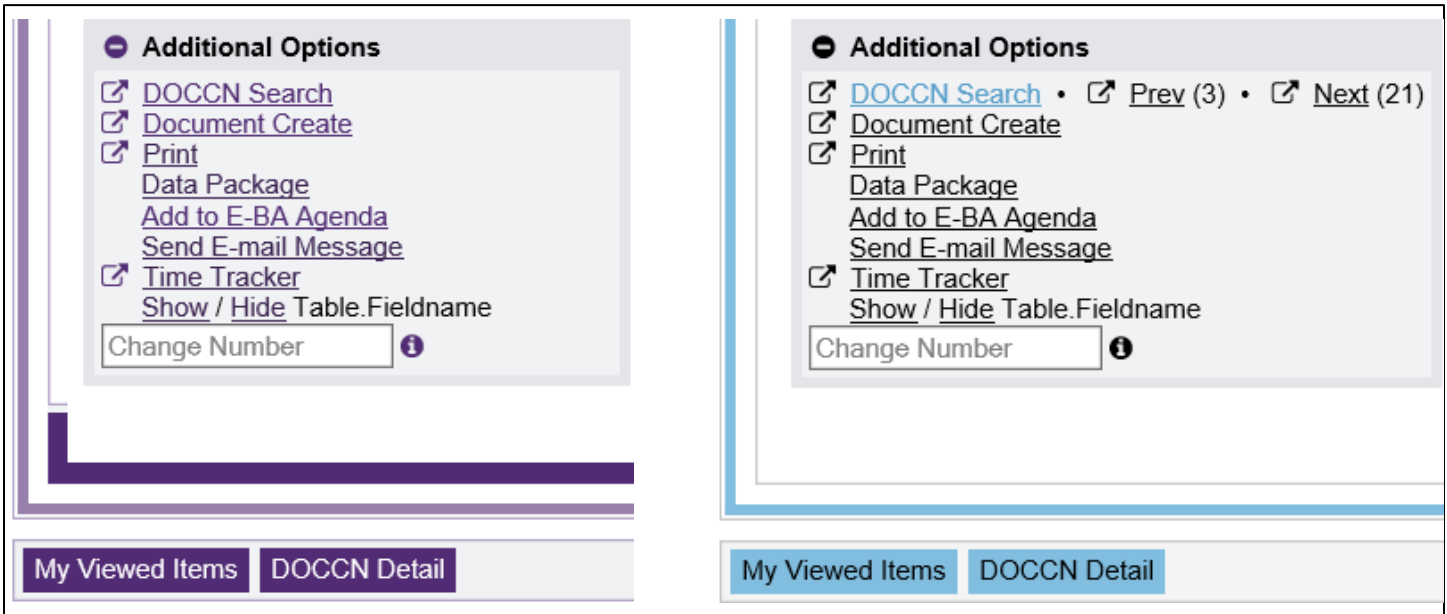 Additional Options
DOCCN Search
Document Create
Print
Data Package
Add to E-BA Agenda
Send E-mail Message
Time Tracker
Show / Hide Table.Fieldname
Change Number
My Viewed Items DOCCN Detail
Additional Options
DOCCN Search • Prev (3) • Next (21)
Document Create
Print
Data Package
Add to E-BA Agenda
Send E-mail Message
Time Tracker
Show / Hide Table.Fieldname
Change Number
My Viewed Items DOCCN Detail